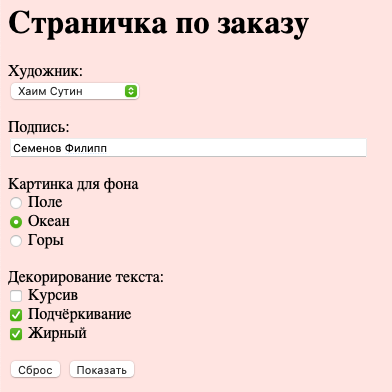 Страничка по заказу
Художник:
Хаим Сутин
Подпись:
Семенов Филипп
Картинка для фона
Поле
Океан
Горы
Декорирование текста:
Курсив
Подчёркивание
Жирный
Сброс Показать